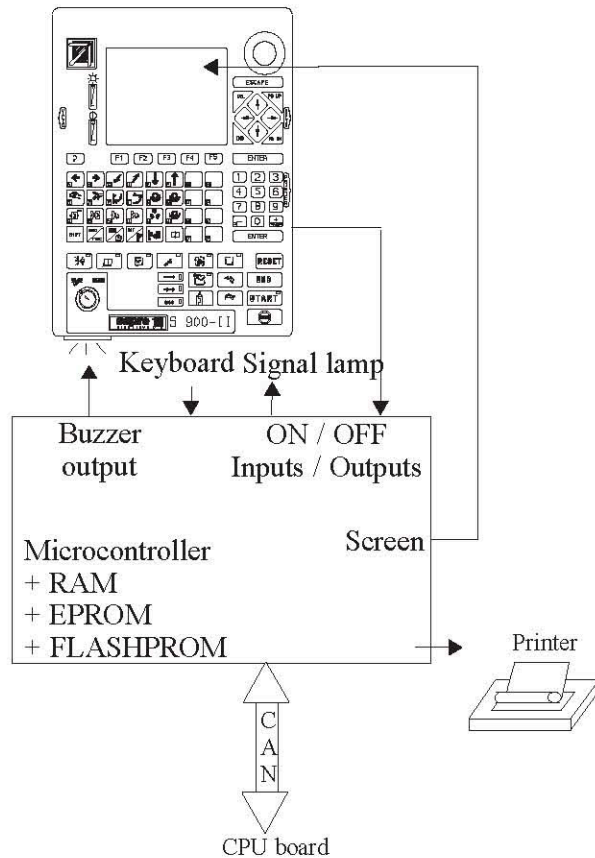 ESCAPE
F1 F2 F3 F4 F5
ENTER
1 2 3
4 5 6
7 8 9
0
ENTER
RESET
END
START
S 900-II
Keyboard Signal lamp
Buzzer
output
ON / OFF
Inputs / Outputs
Screen
Microcontroller
+ RAM
+ EPROM
+ FLASHPROM
Printer
CAN
CPU board